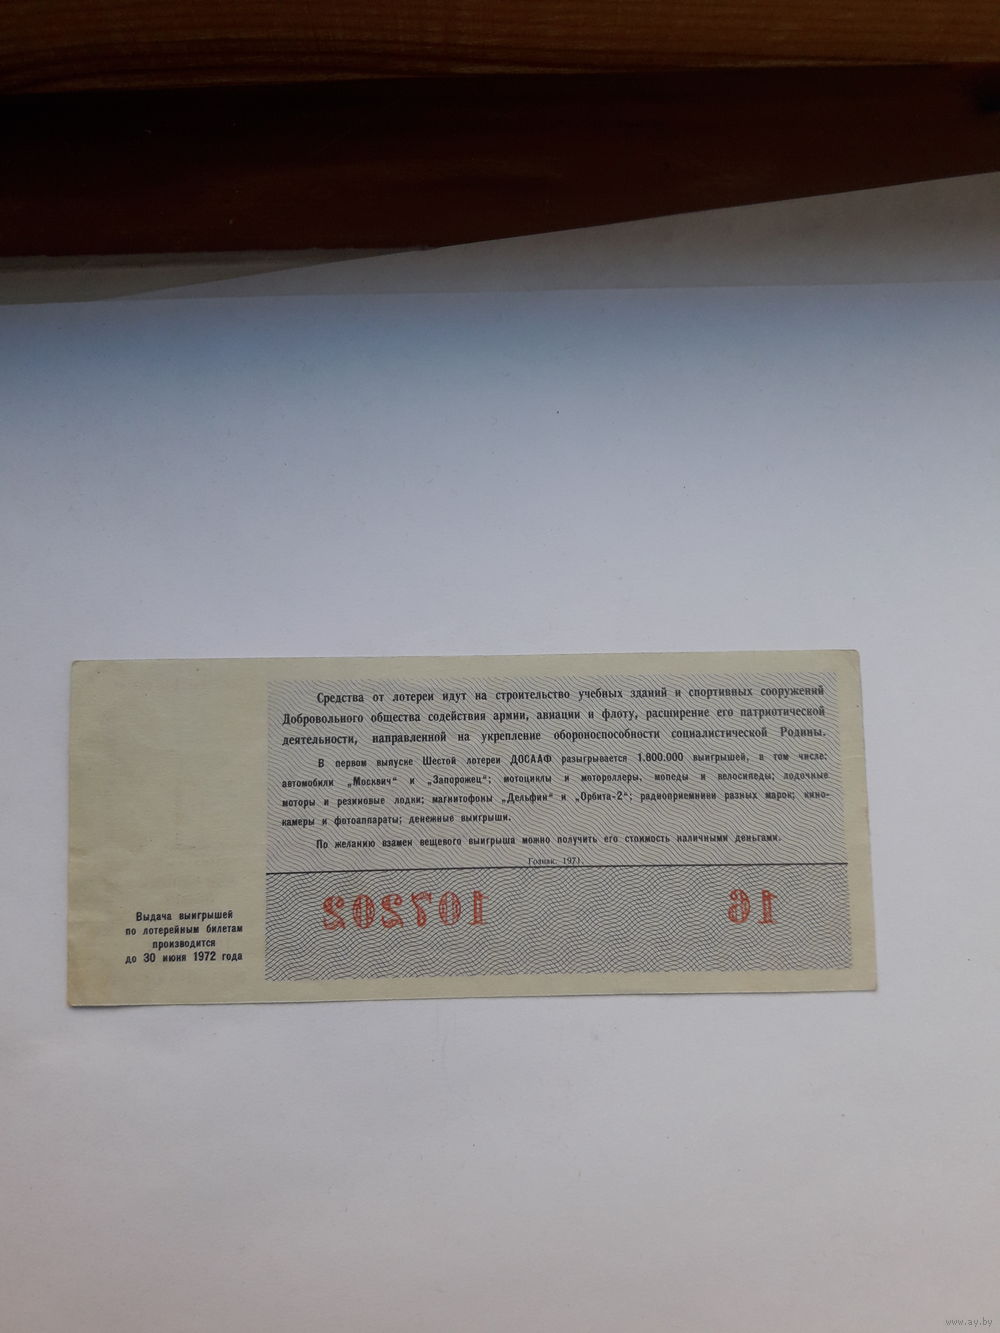 Средства от лотереи идут на строительство учебных зданий и спортивных сооружений
Добровольного общества содействия армии, авиации и флоту, расширение его патриотической
деятельности, направленной на укрепление обороноспособности социалистической Родины.
В первом выпуске Шестой лотереи ДОСААФ разыгрывается 1.800.000 выигрышей, в том числе:
автомобили „Москвич“ и „Запорожец“; мотоциклы и мотороллеры, мопеды и велосипеды; лодочные
моторы и резиновые лодки; магнитофоны „Дельфин“ и „Орбита-2“; радиоприемники разных марок; кино-
камеры и фотоаппараты; денежные выигрыши.
По желанию взамен вещевого выигрыша можно получить его стоимость наличными деньгами.
Гознак. 1971.
107202 16
Выдача выигрышей
по лотерейным билетам
производится
до 30 июня 1972 года
www.ay.by